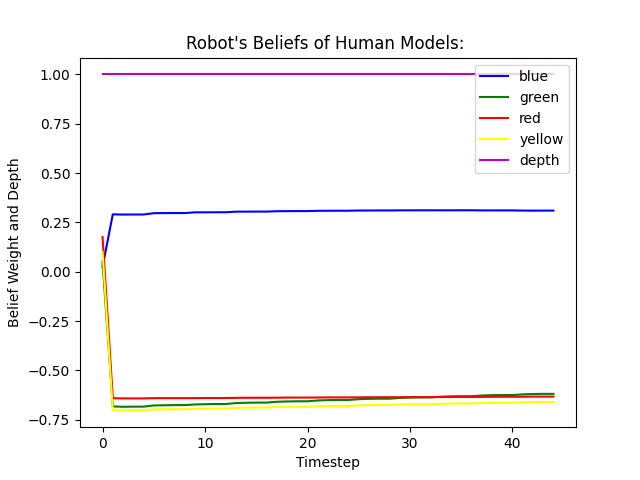 Robot's Beliefs of Human Models:
Belief Weight and Depth
1.00
0.75
0.50
0.25
0.00
−0.25
−0.50
−0.75
blue
green
red
yellow
depth
0 10 20 30 40
Timestep